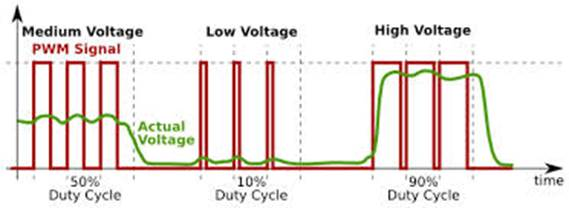 Medium Voltage
Low Voltage
High Voltage
PWM Signal
Actual
Voltage
50%
Duty Cycle
10%
Duty Cycle
90%
Duty Cycle
time